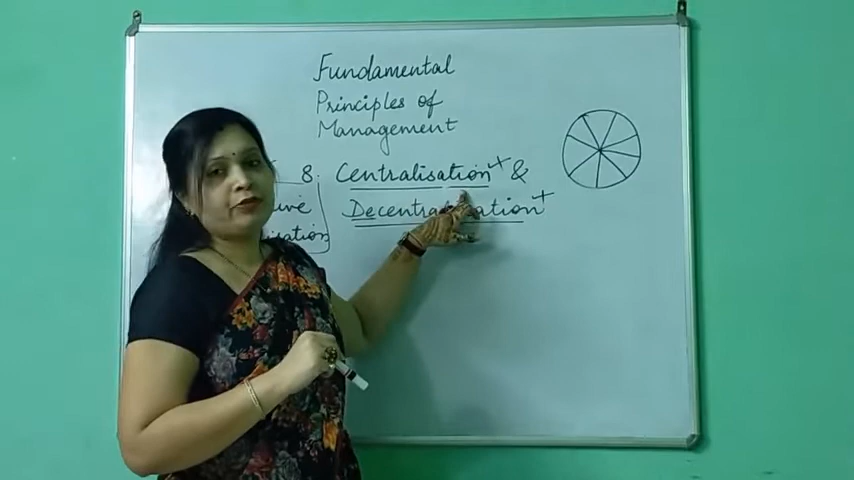 Fundamental
Principles of
Management
8. Centralisation &
Decentralisation